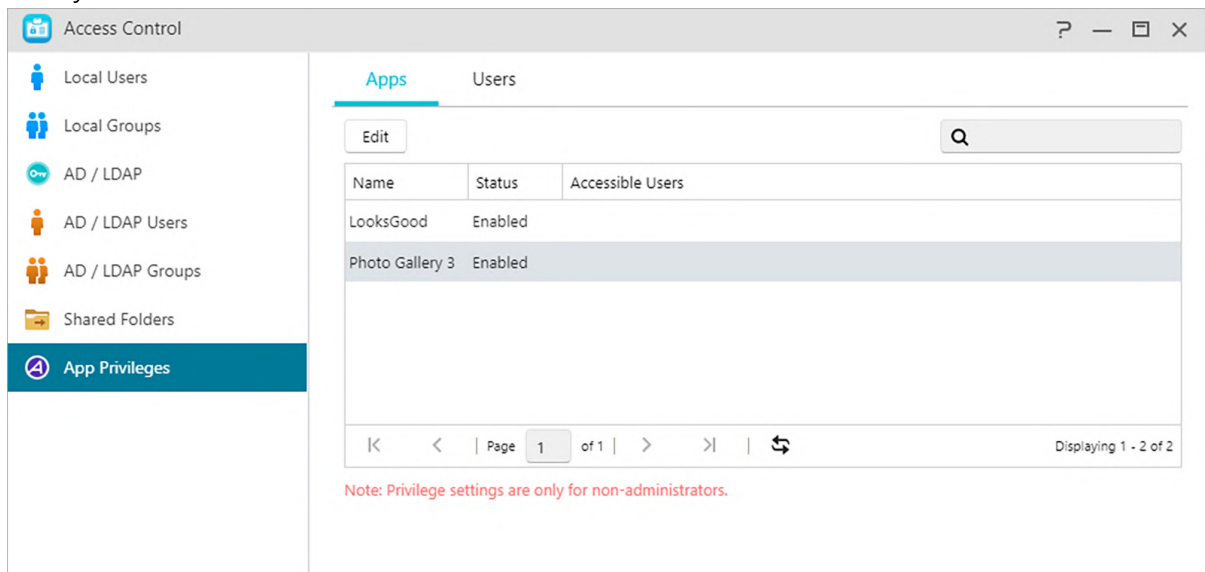 Access Control
Local Users
Local Groups
AD / LDAP
AD / LDAP Users
AD / LDAP Groups
Shared Folders
App Privileges
Apps Users
Edit
Name Status Accessible Users
LooksGood Enabled
Photo Gallery 3 Enabled
Page 1 of 1 Displaying 1 - 2 of 2
Note: Privilege settings are only for non-administrators.